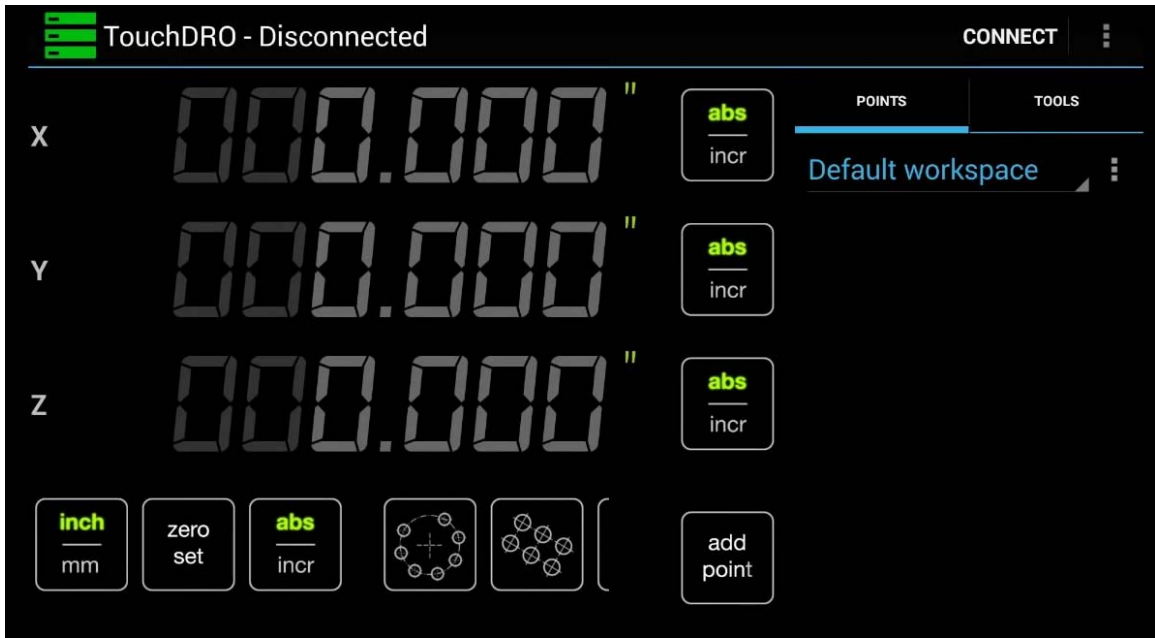 TouchDRO - Disconnected
CONNECT
X
000.000"
abs
incr
POINTS
TOOLS
Default workspace
Y
000.000"
abs
incr
Z
000.000"
abs
incr
inch
mm
zero
set
abs
incr
add
point